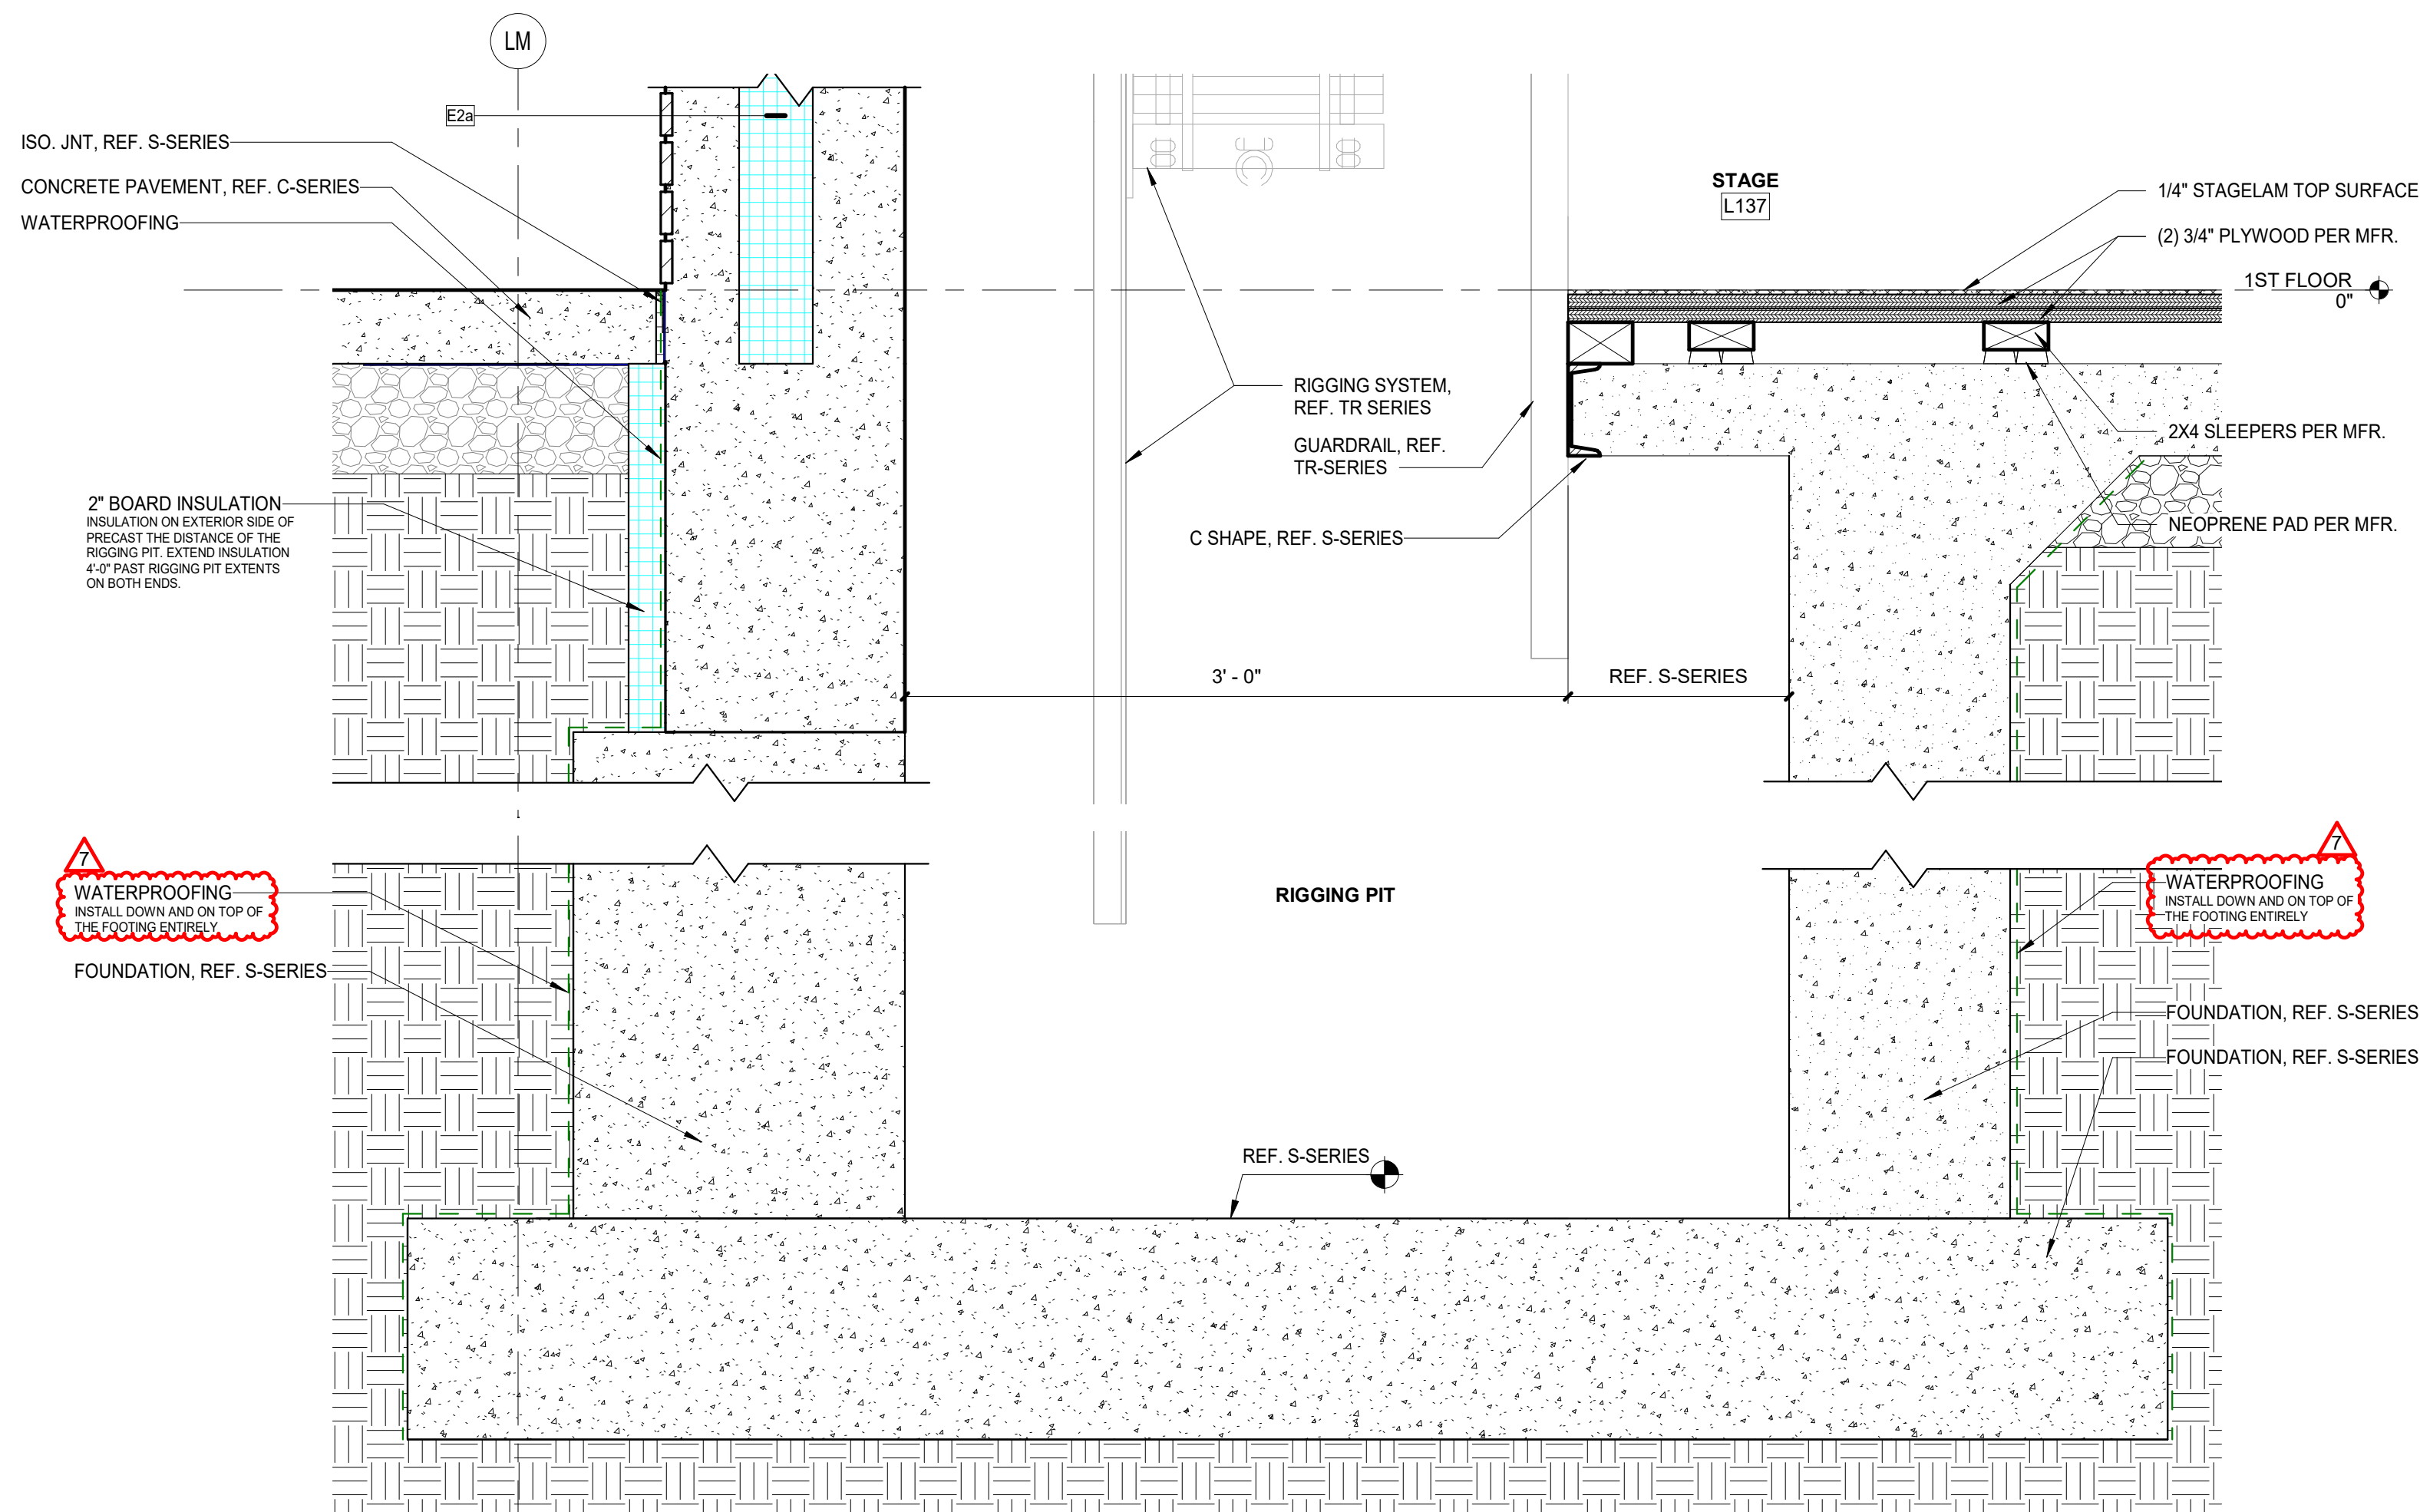 LM
E2a
ISO. JNT, REF. S-SERIES
CONCRETE PAVEMENT, REF. C-SERIES
WATERPROOFING
2" BOARD INSULATION
INSULATION ON EXTERIOR SIDE OF
PRECAST THE DISTANCE OF THE
RIGGING PIT. EXTEND INSULATION
4'-0" PAST RIGGING PIT EXTENTS
ON BOTH ENDS.
STAGE
L137
1/4" STAGELAM TOP SURFACE
(2) 3/4" PLYWOOD PER MFR.
1ST FLOOR
0"
RIGGING SYSTEM,
REF. TR SERIES
GUARDRAIL, REF.
TR-SERIES
C SHAPE, REF. S-SERIES
2X4 SLEEPERS PER MFR.
NEOPRENE PAD PER MFR.
3' - 0"
REF. S-SERIES
7
WATERPROOFING
INSTALL DOWN AND ON TOP OF
THE FOOTING ENTIRELY
FOUNDATION, REF. S-SERIES
RIGGING PIT
7
WATERPROOFING
INSTALL DOWN AND ON TOP OF
THE FOOTING ENTIRELY
FOUNDATION, REF. S-SERIES
FOUNDATION, REF. S-SERIES
REF. S-SERIES